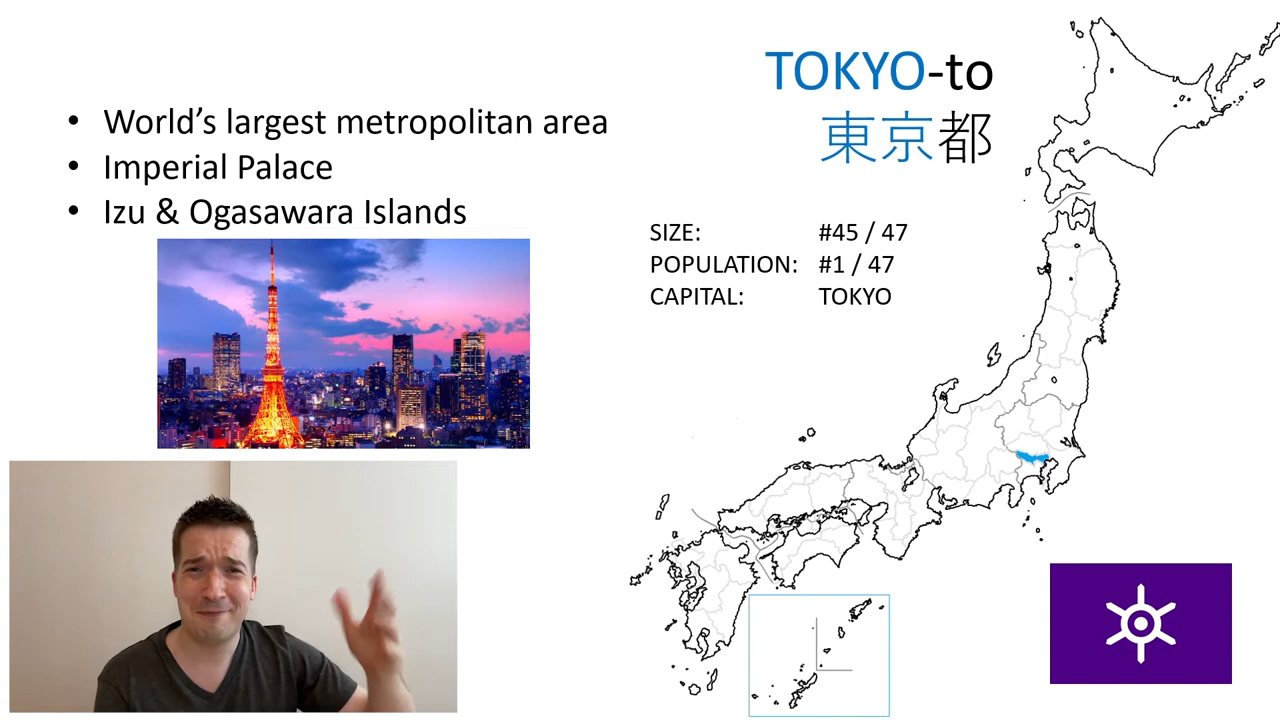 TOKYO-to
東京都
• World's largest metropolitan area
• Imperial Palace
• Izu & Ogasawara Islands
SIZE: #45 / 47
POPULATION: #1 / 47
CAPITAL: TOKYO